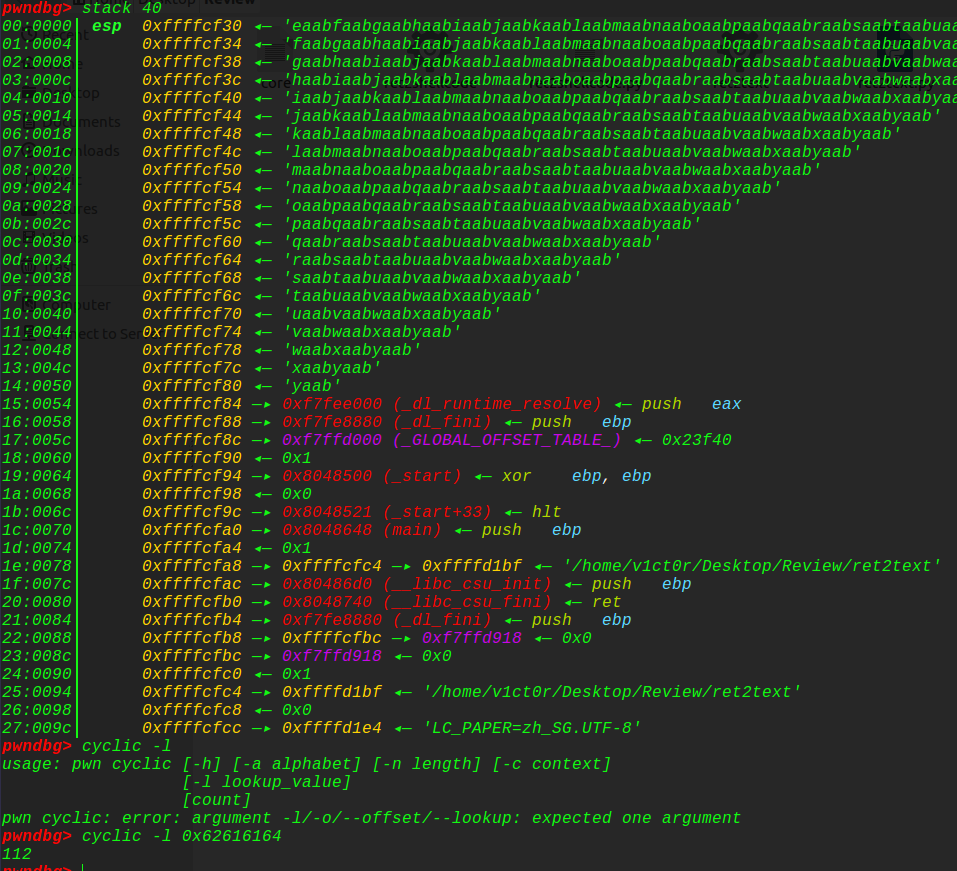 pwndbg> stack 40
00:0000│ esp 0xffffcf30 ◂— 'eaabfaabgaabhaabiaabjaabkaablaabmaabnaaboaabpaabqaabraabsaabtaabuaa
01:0004│ 0xffffcf34 ◂— 'faabgaabhaabiaabjaabkaablaabmaabnaaboaabpaabqaabraabsaabtaabuaabvaa
02:0008│ 0xffffcf38 ◂— 'gaabhaabiaabjaabkaablaabmaabnaaboaabpaabqaabraabsaabtaabuaabvaabwaa
03:000c│ 0xffffcf3c ◂— 'haabiaabjaabkaablaabmaabnaaboaabpaabqaabraabsaabtaabuaabvaabwaabxaa
04:0010│ 0xffffcf40 ◂— 'iaabjaabkaablaabmaabnaaboaabpaabqaabraabsaabtaabuaabvaabwaabxaabyaa
05:0014│ 0xffffcf44 ◂— 'jaabkaablaabmaabnaaboaabpaabqaabraabsaabtaabuaabvaabwaabxaabyaab'
06:0018│ 0xffffcf48 ◂— 'kaablaabmaabnaaboaabpaabqaabraabsaabtaabuaabvaabwaabxaabyaab'
07:001c│ 0xffffcf4c ◂— 'laabmaabnaaboaabpaabqaabraabsaabtaabuaabvaabwaabxaabyaab'
08:0020│ 0xffffcf50 ◂— 'maabnaaboaabpaabqaabraabsaabtaabuaabvaabwaabxaabyaab'
09:0024│ 0xffffcf54 ◂— 'naaboaabpaabqaabraabsaabtaabuaabvaabwaabxaabyaab'
0a:0028│ 0xffffcf58 ◂— 'oaabpaabqaabraabsaabtaabuaabvaabwaabxaabyaab'
0b:002c│ 0xffffcf5c ◂— 'paabqaabraabsaabtaabuaabvaabwaabxaabyaab'
0c:0030│ 0xffffcf60 ◂— 'qaabraabsaabtaabuaabvaabwaabxaabyaab'
0d:0034│ 0xffffcf64 ◂— 'raabsaabtaabuaabvaabwaabxaabyaab'
0e:0038│ 0xffffcf68 ◂— 'saabtaabuaabvaabwaabxaabyaab'
0f:003c│ 0xffffcf6c ◂— 'taabuaabvaabwaabxaabyaab'
10:0040│ 0xffffcf70 ◂— 'uaabvaabwaabxaabyaab'
11:0044│ 0xffffcf74 ◂— 'vaabwaabxaabyaab'
12:0048│ 0xffffcf78 ◂— 'waabxaabyaab'
13:004c│ 0xffffcf7c ◂— 'xaabyaab'
14:0050│ 0xffffcf80 ◂— 'yaab'
15:0054│ 0xffffcf84 —▸ 0xf7fee000 (_dl_runtime_resolve) ◂— push eax
16:0058│ 0xffffcf88 —▸ 0xf7fe8880 (_dl_fini) ◂— push ebp
17:005c│ 0xffffcf8c —▸ 0xf7ffd000 (_GLOBAL_OFFSET_TABLE_) ◂— 0x23f40
18:0060│ 0xffffcf90 ◂— 0x1
19:0064│ 0xffffcf94 —▸ 0x8048500 (_start) ◂— xor ebp, ebp
1a:0068│ 0xffffcf98 ◂— 0x0
1b:006c│ 0xffffcf9c —▸ 0x8048521 (_start+33) ◂— hlt
1c:0070│ 0xffffcfa0 —▸ 0x8048648 (main) ◂— push ebp
1d:0074│ 0xffffcfa4 ◂— 0x1
1e:0078│ 0xffffcfa8 —▸ 0xffffcfc4 —▸ 0xffffd1bf ◂— '/home/v1ct0r/Desktop/Review/ret2text'
1f:007c│ 0xffffcfac —▸ 0x80486d0 (__libc_csu_init) ◂— push ebp
20:0080│ 0xffffcfb0 —▸ 0x8048740 (__libc_csu_fini) ◂— ret
21:0084│ 0xffffcfb4 —▸ 0xf7fe8880 (_dl_fini) ◂— push ebp
22:0088│ 0xffffcfb8 —▸ 0xffffcfbc —▸ 0xf7ffd918 ◂— 0x0
23:008c│ 0xffffcfbc —▸ 0xf7ffd918 ◂— 0x0
24:0090│ 0xffffcfc0 ◂— 0x1
25:0094│ 0xffffcfc4 —▸ 0xffffd1bf ◂— '/home/v1ct0r/Desktop/Review/ret2text'
26:0098│ 0xffffcfc8 ◂— 0x0
27:009c│ 0xffffcfcc —▸ 0xffffd1e4 ◂— 'LC_PAPER=zh_SG.UTF-8'
pwndbg> cyclic -l
usage: pwn cyclic [-h] [-a alphabet] [-n length] [-c context]
[-l lookup_value]
[count]
pwn cyclic: error: argument -l/-o/--offset/--lookup: expected one argument
pwndbg> cyclic -l 0x62616164
112
pwndbg>